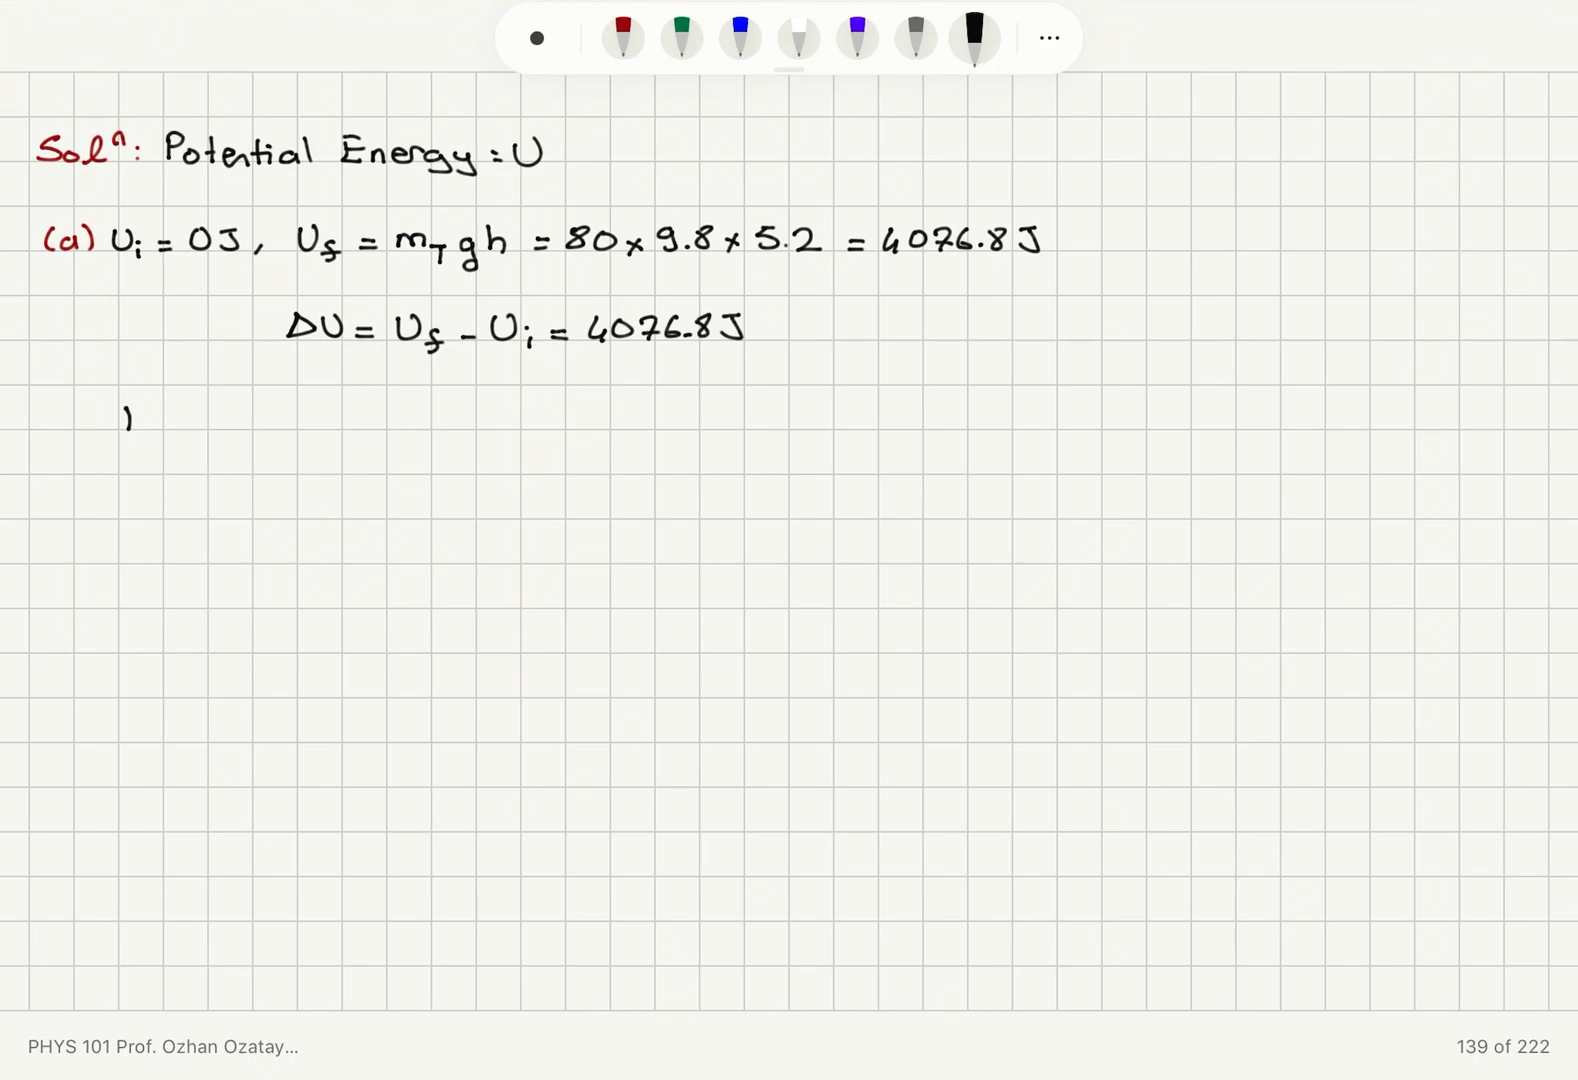 Solⁿ: Potential Energy : U
(a) Uᵢ = 0J, U_f = m_T g h = 80 × 9.8 × 5.2 = 4076.8 J
ΔU = U_f - Uᵢ = 4076.8 J
PHYS 101 Prof. Ozhan Ozatay...
139 of 222